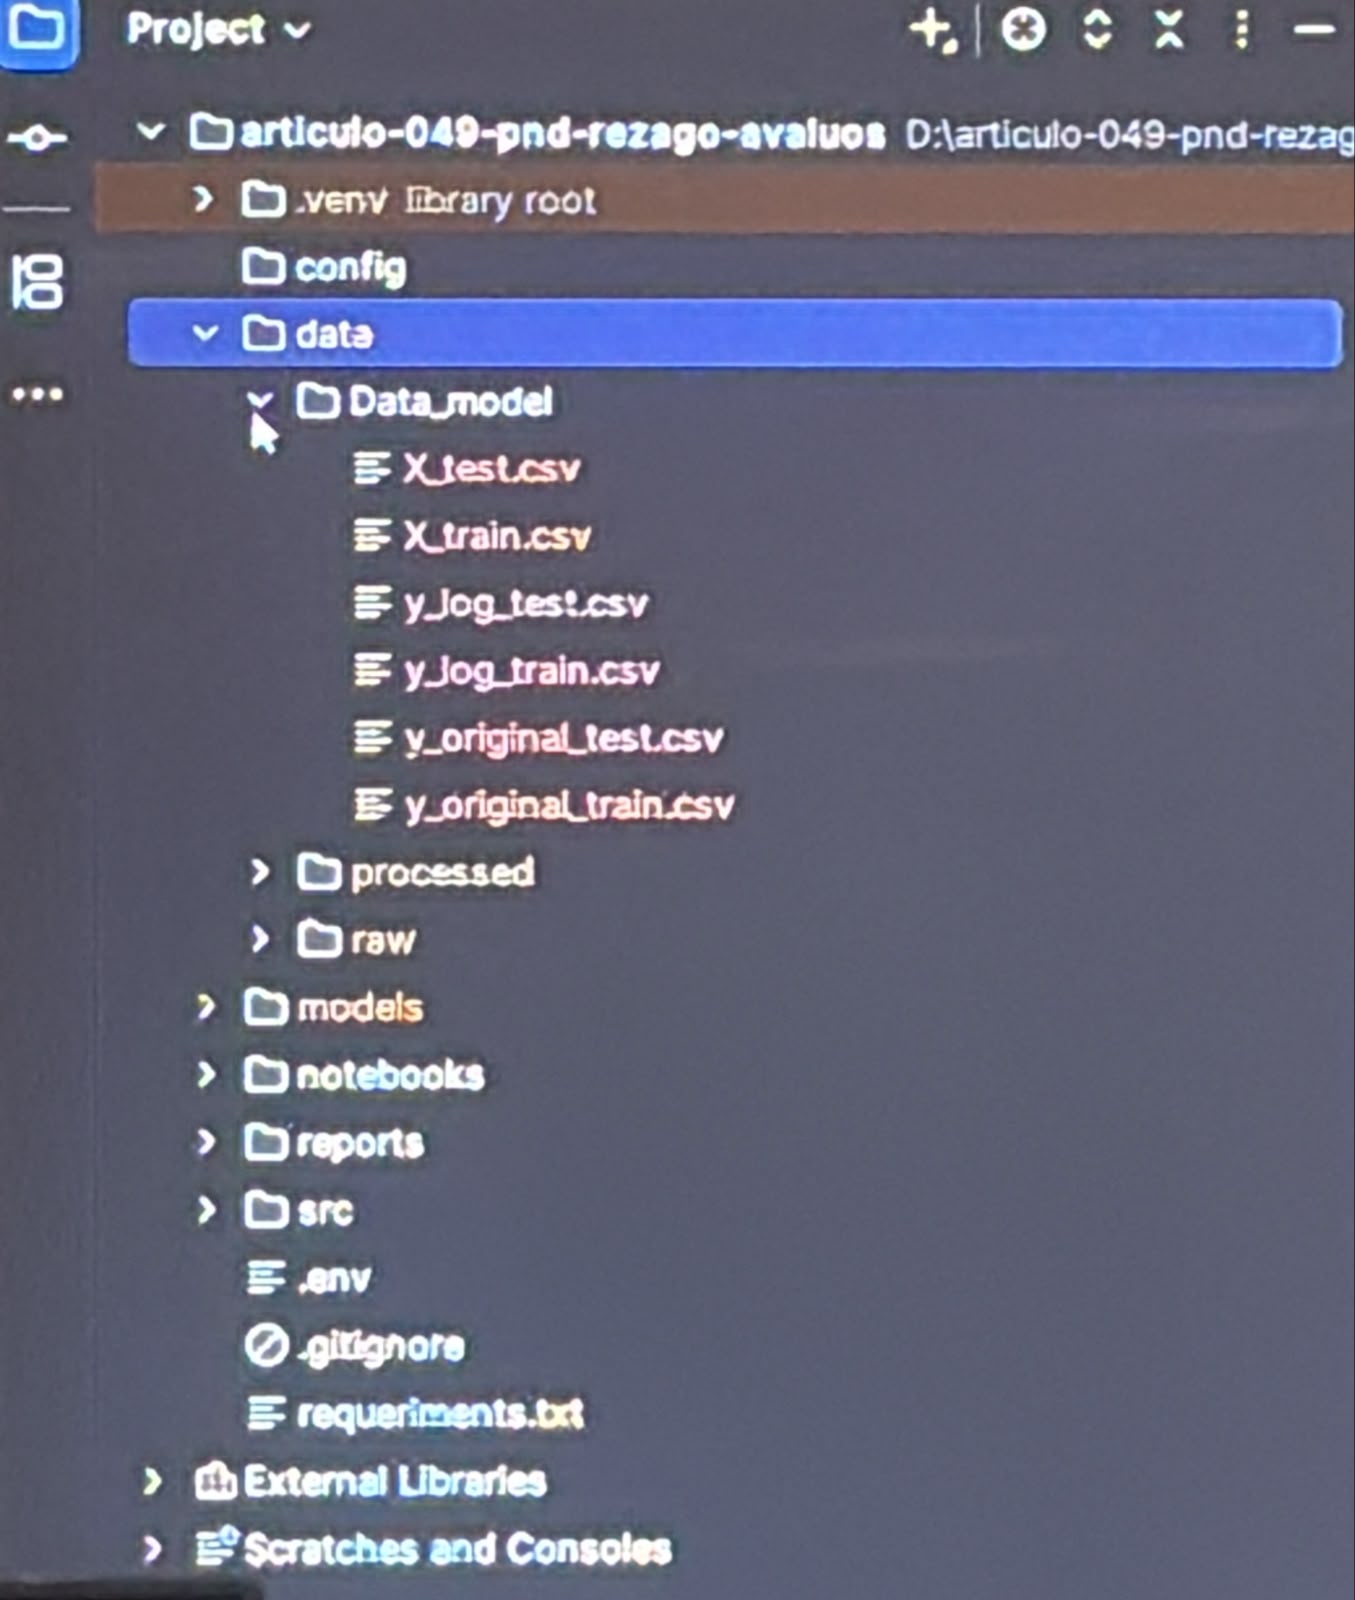 Project
articulo-049-pnd-rezago-avaluos D:\articulo-049-pnd-rezag
.venv library root
config
data
Data_model
X_test.csv
X_train.csv
y_log_test.csv
y_log_train.csv
y_original_test.csv
y_original_train.csv
processed
raw
models
notebooks
reports
src
.env
.gitignore
requeriments.txt
External Libraries
Scratches and Consoles